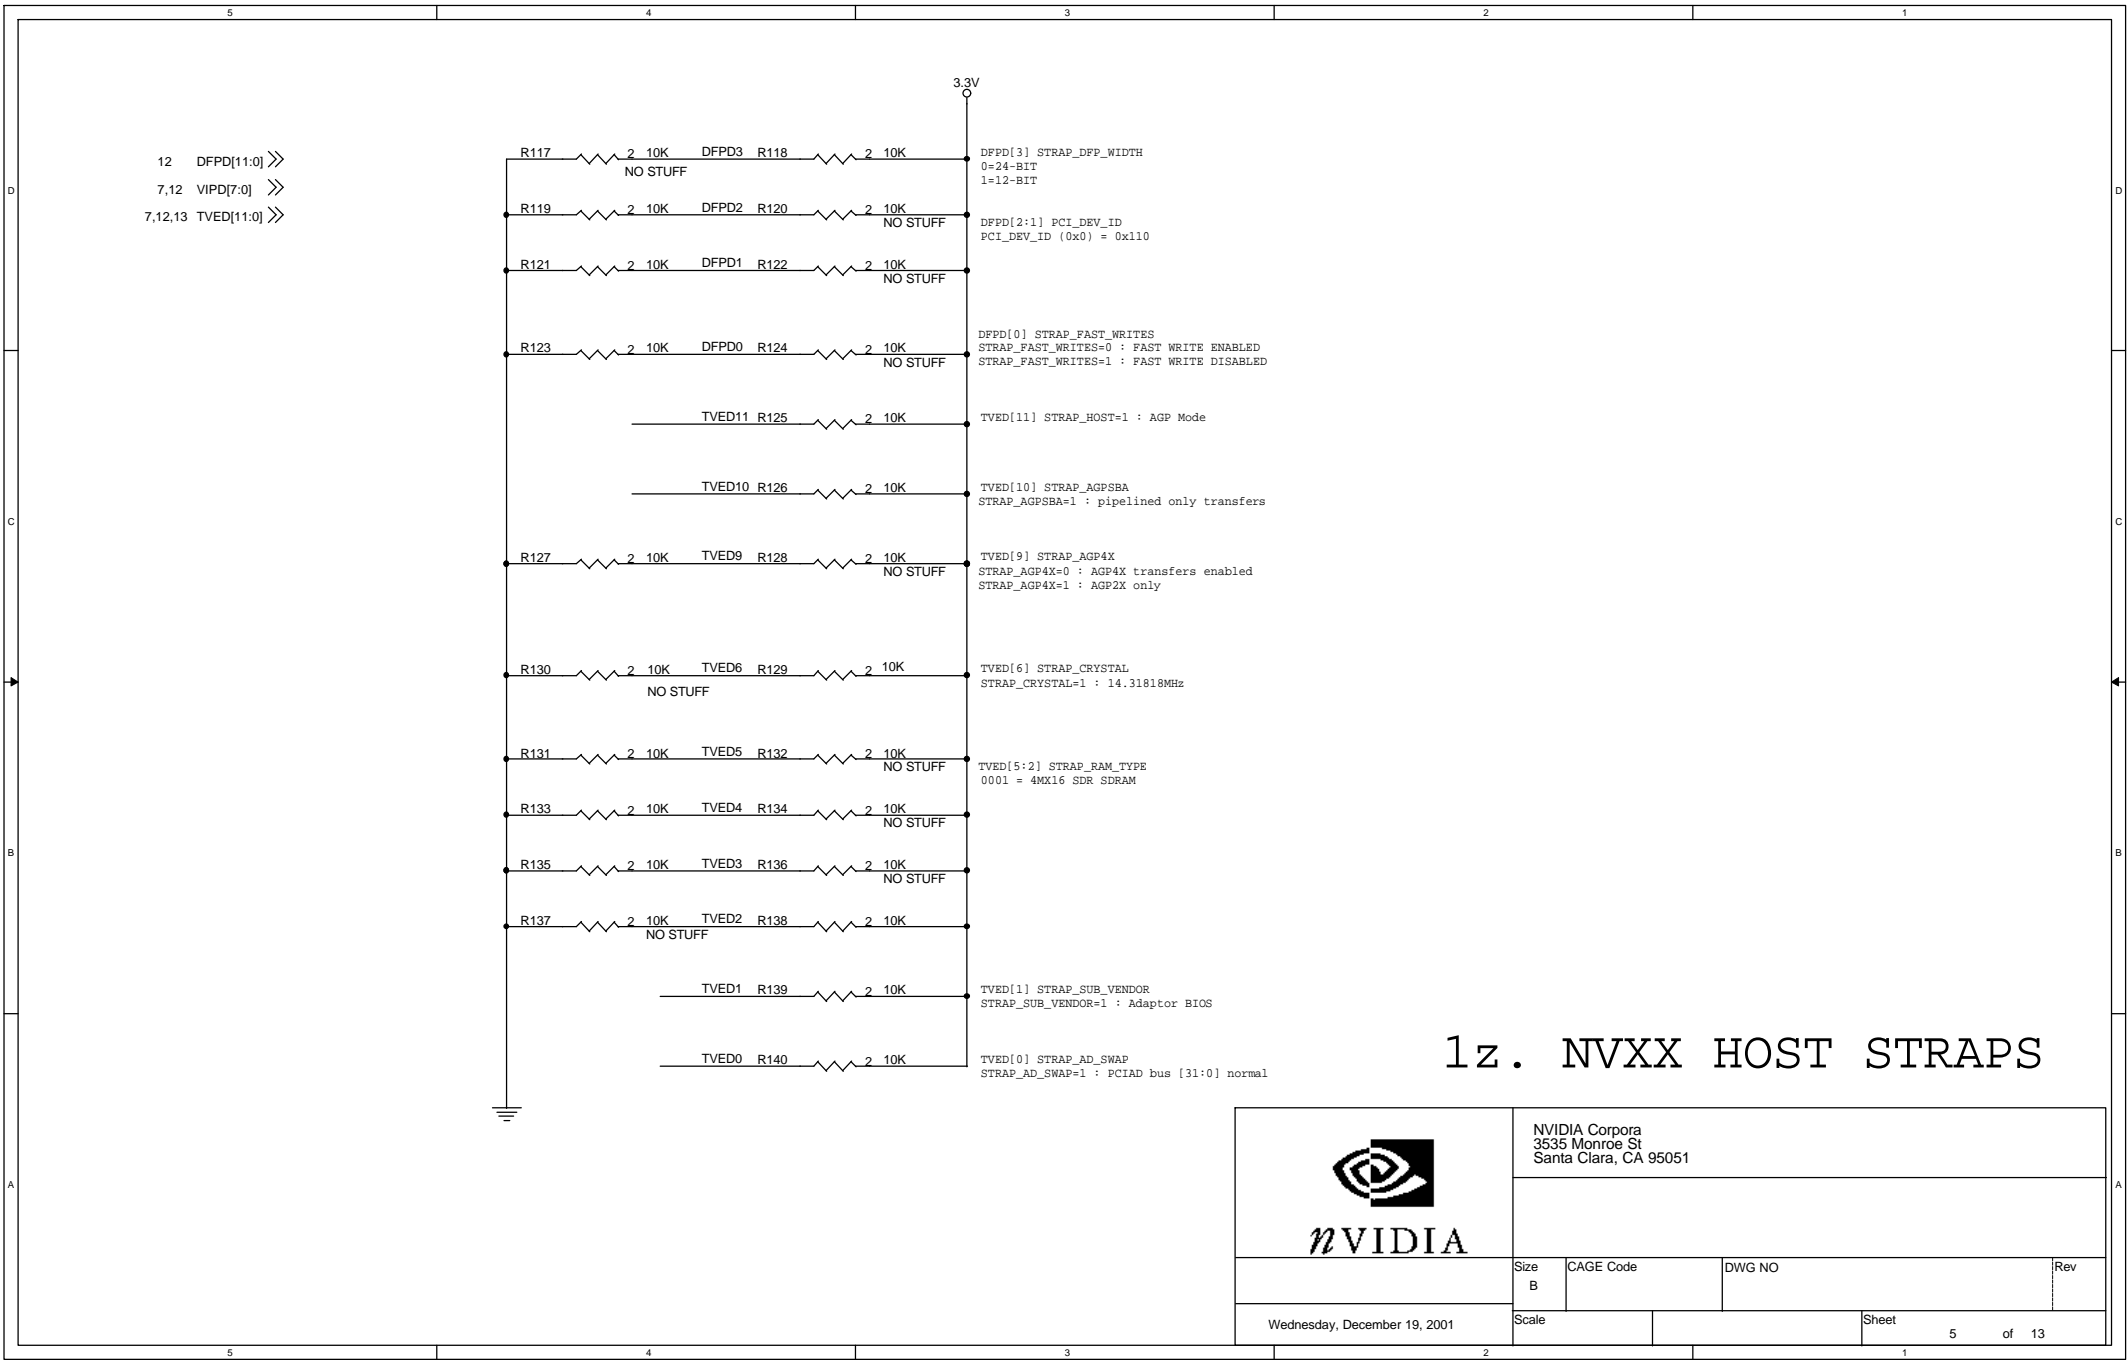 5 4 3 2 1
3.3V
12 DFPD[11:0]
7,12 VIPD[7:0]
7,12,13 TVED[11:0]
R117 2 10K DFPD3 R118 2 10K
NO STUFF
DFPD[3] STRAP_DFP_WIDTH
0=24-BIT
1=12-BIT
D D
R119 2 10K DFPD2 R120 2 10K
NO STUFF
DFPD[2:1] PCI_DEV_ID
PCI_DEV_ID (0x0) = 0x110
R121 2 10K DFPD1 R122 2 10K
NO STUFF
DFPD[0] STRAP_FAST_WRITES
R123 2 10K DFPD0 R124 2 10K
NO STUFF
STRAP_FAST_WRITES=0 : FAST WRITE ENABLED
STRAP_FAST_WRITES=1 : FAST WRITE DISABLED
TVED11 R125 2 10K
TVED[11] STRAP_HOST=1 : AGP Mode
TVED10 R126 2 10K
TVED[10] STRAP_AGPSBA
STRAP_AGPSBA=1 : pipelined only transfers
C C
R127 2 10K TVED9 R128 2 10K
NO STUFF
TVED[9] STRAP_AGP4X
STRAP_AGP4X=0 : AGP4X transfers enabled
STRAP_AGP4X=1 : AGP2X only
R130 2 10K TVED6 R129 2 10K
NO STUFF
TVED[6] STRAP_CRYSTAL
STRAP_CRYSTAL=1 : 14.31818MHz
R131 2 10K TVED5 R132 2 10K
NO STUFF
TVED[5:2] STRAP_RAM_TYPE
0001 = 4MX16 SDR SDRAM
R133 2 10K TVED4 R134 2 10K
NO STUFF
B B
R135 2 10K TVED3 R136 2 10K
NO STUFF
R137 2 10K TVED2 R138 2 10K
NO STUFF
TVED1 R139 2 10K
TVED[1] STRAP_SUB_VENDOR
STRAP_SUB_VENDOR=1 : Adaptor BIOS
TVED0 R140 2 10K
TVED[0] STRAP_AD_SWAP
STRAP_AD_SWAP=1 : PCIAD bus [31:0] normal
1z. NVXX HOST STRAPS
NVIDIA Corpora
3535 Monroe St
Santa Clara, CA 95051
A A
nVIDIA
Size CAGE Code DWG NO Rev
B
Wednesday, December 19, 2001
Scale Sheet
5 of 13
5 4 3 2 1